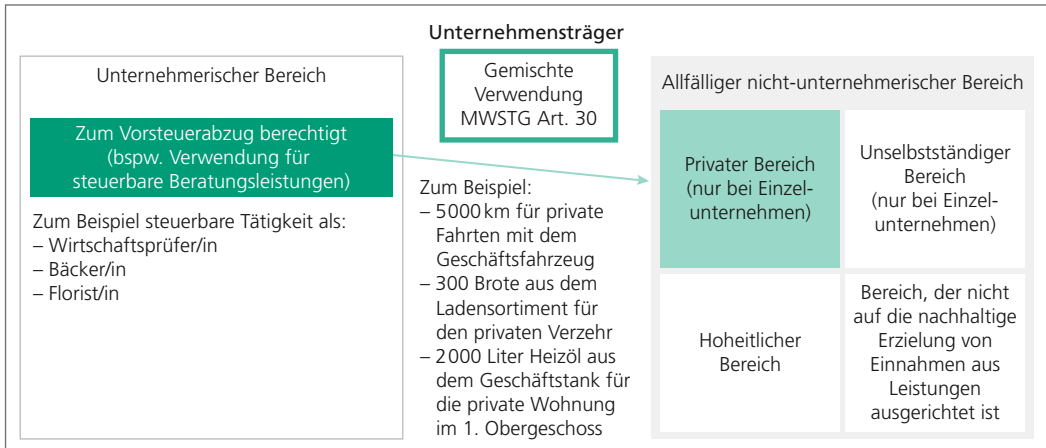 Unternehmensträger
Unternehmerischer Bereich
Zum Vorsteuerabzug berechtigt
(bspw. Verwendung für
steuerbare Beratungsleistungen)
Zum Beispiel steuerbare Tätigkeit als:
– Wirtschaftsprüfer/in
– Bäcker/in
– Florist/in
Gemischte
Verwendung
MWSTG Art. 30
Zum Beispiel:
– 5000 km für private
Fahrten mit dem
Geschäftsfahrzeug
– 300 Brote aus dem
Ladensortiment für
den privaten Verzehr
– 2000 Liter Heizöl aus
dem Geschäftstank für
die private Wohnung
im 1. Obergeschoss
Allfälliger nicht-unternehmerischer Bereich
Privater Bereich
(nur bei Einzel-
unternehmen)
Unselbstständiger
Bereich
(nur bei Einzel-
unternehmen)
Hoheitlicher
Bereich
Bereich, der nicht
auf die nachhaltige
Erzielung von
Einnahmen aus
Leistungen
ausgerichtet ist